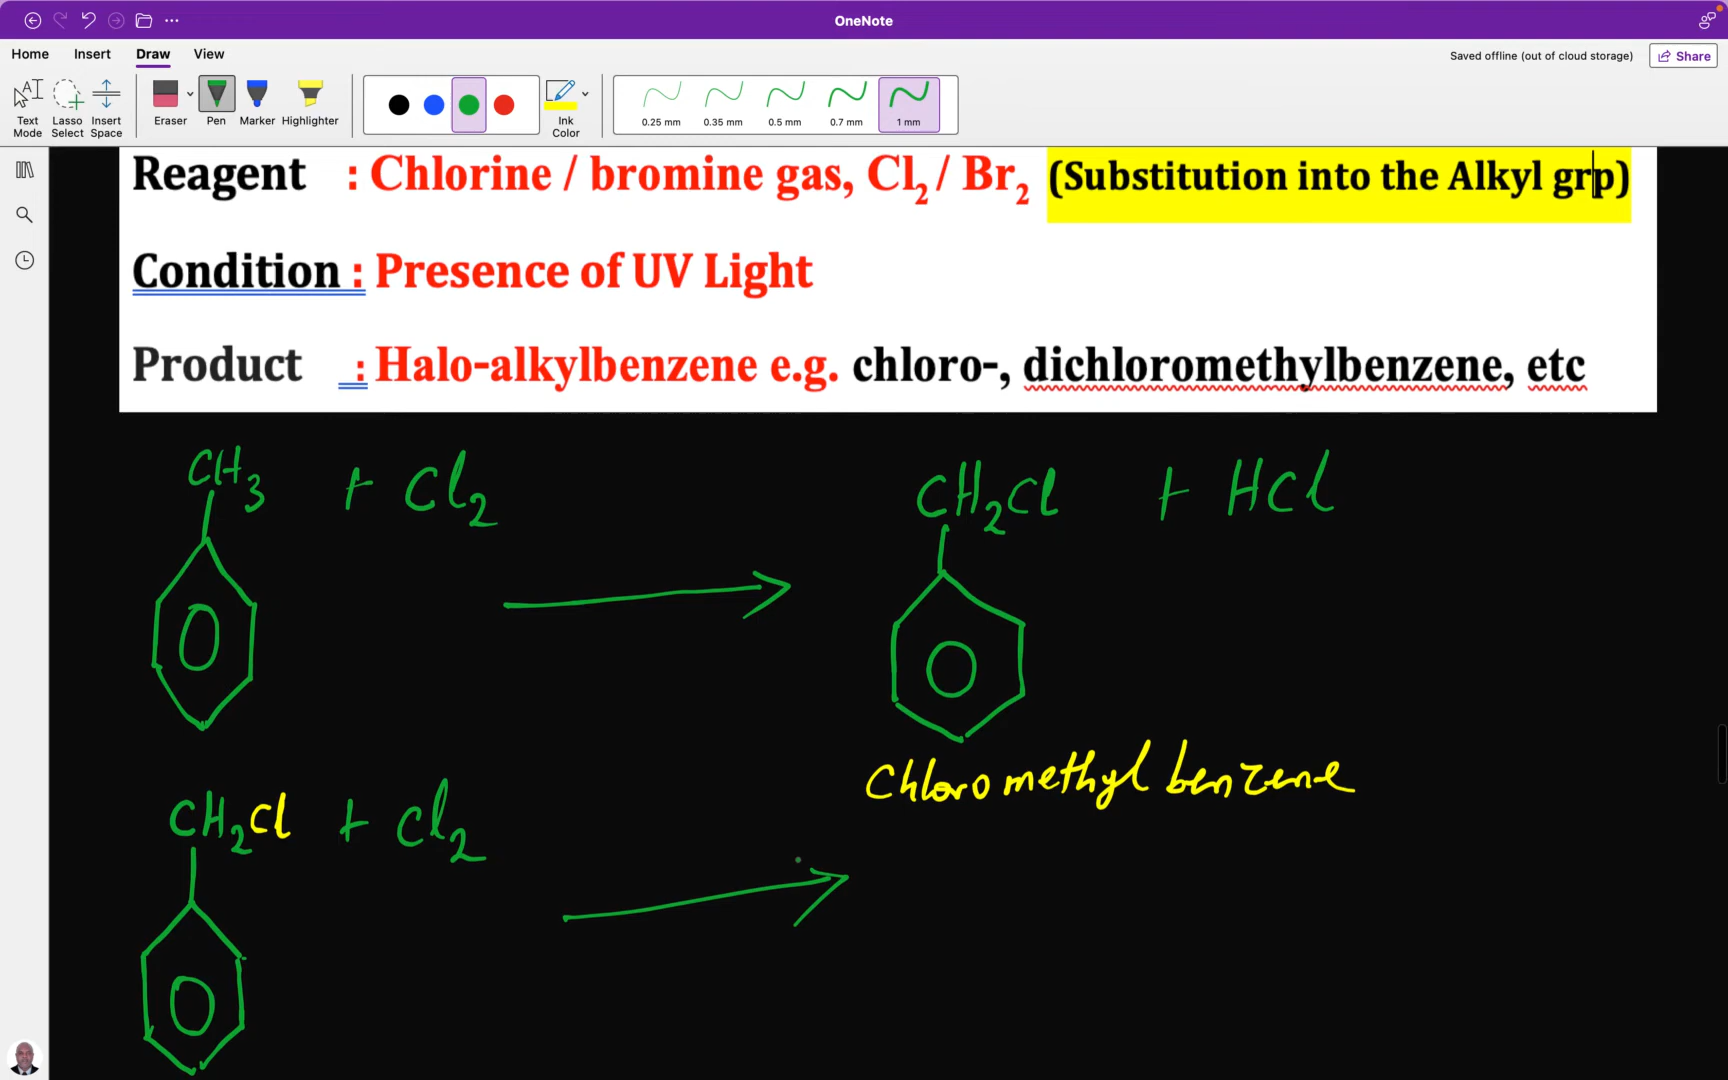 OneNote
Home Insert Draw View
Saved offline (out of cloud storage) Share
Text Mode
Lasso Select
Insert Space
Eraser
Pen
Marker
Highlighter
Ink Color
0.25 mm
0.35 mm
0.5 mm
0.7 mm
1 mm
Reagent : Chlorine / bromine gas, Cl₂ / Br₂ (Substitution into the Alkyl grp)
Condition : Presence of UV Light
Product : Halo-alkylbenzene e.g. chloro-, dichloromethylbenzene, etc
CH₃ + Cl₂
CH₂Cl + HCl
Chloromethyl benzene
CH₂Cl + Cl₂